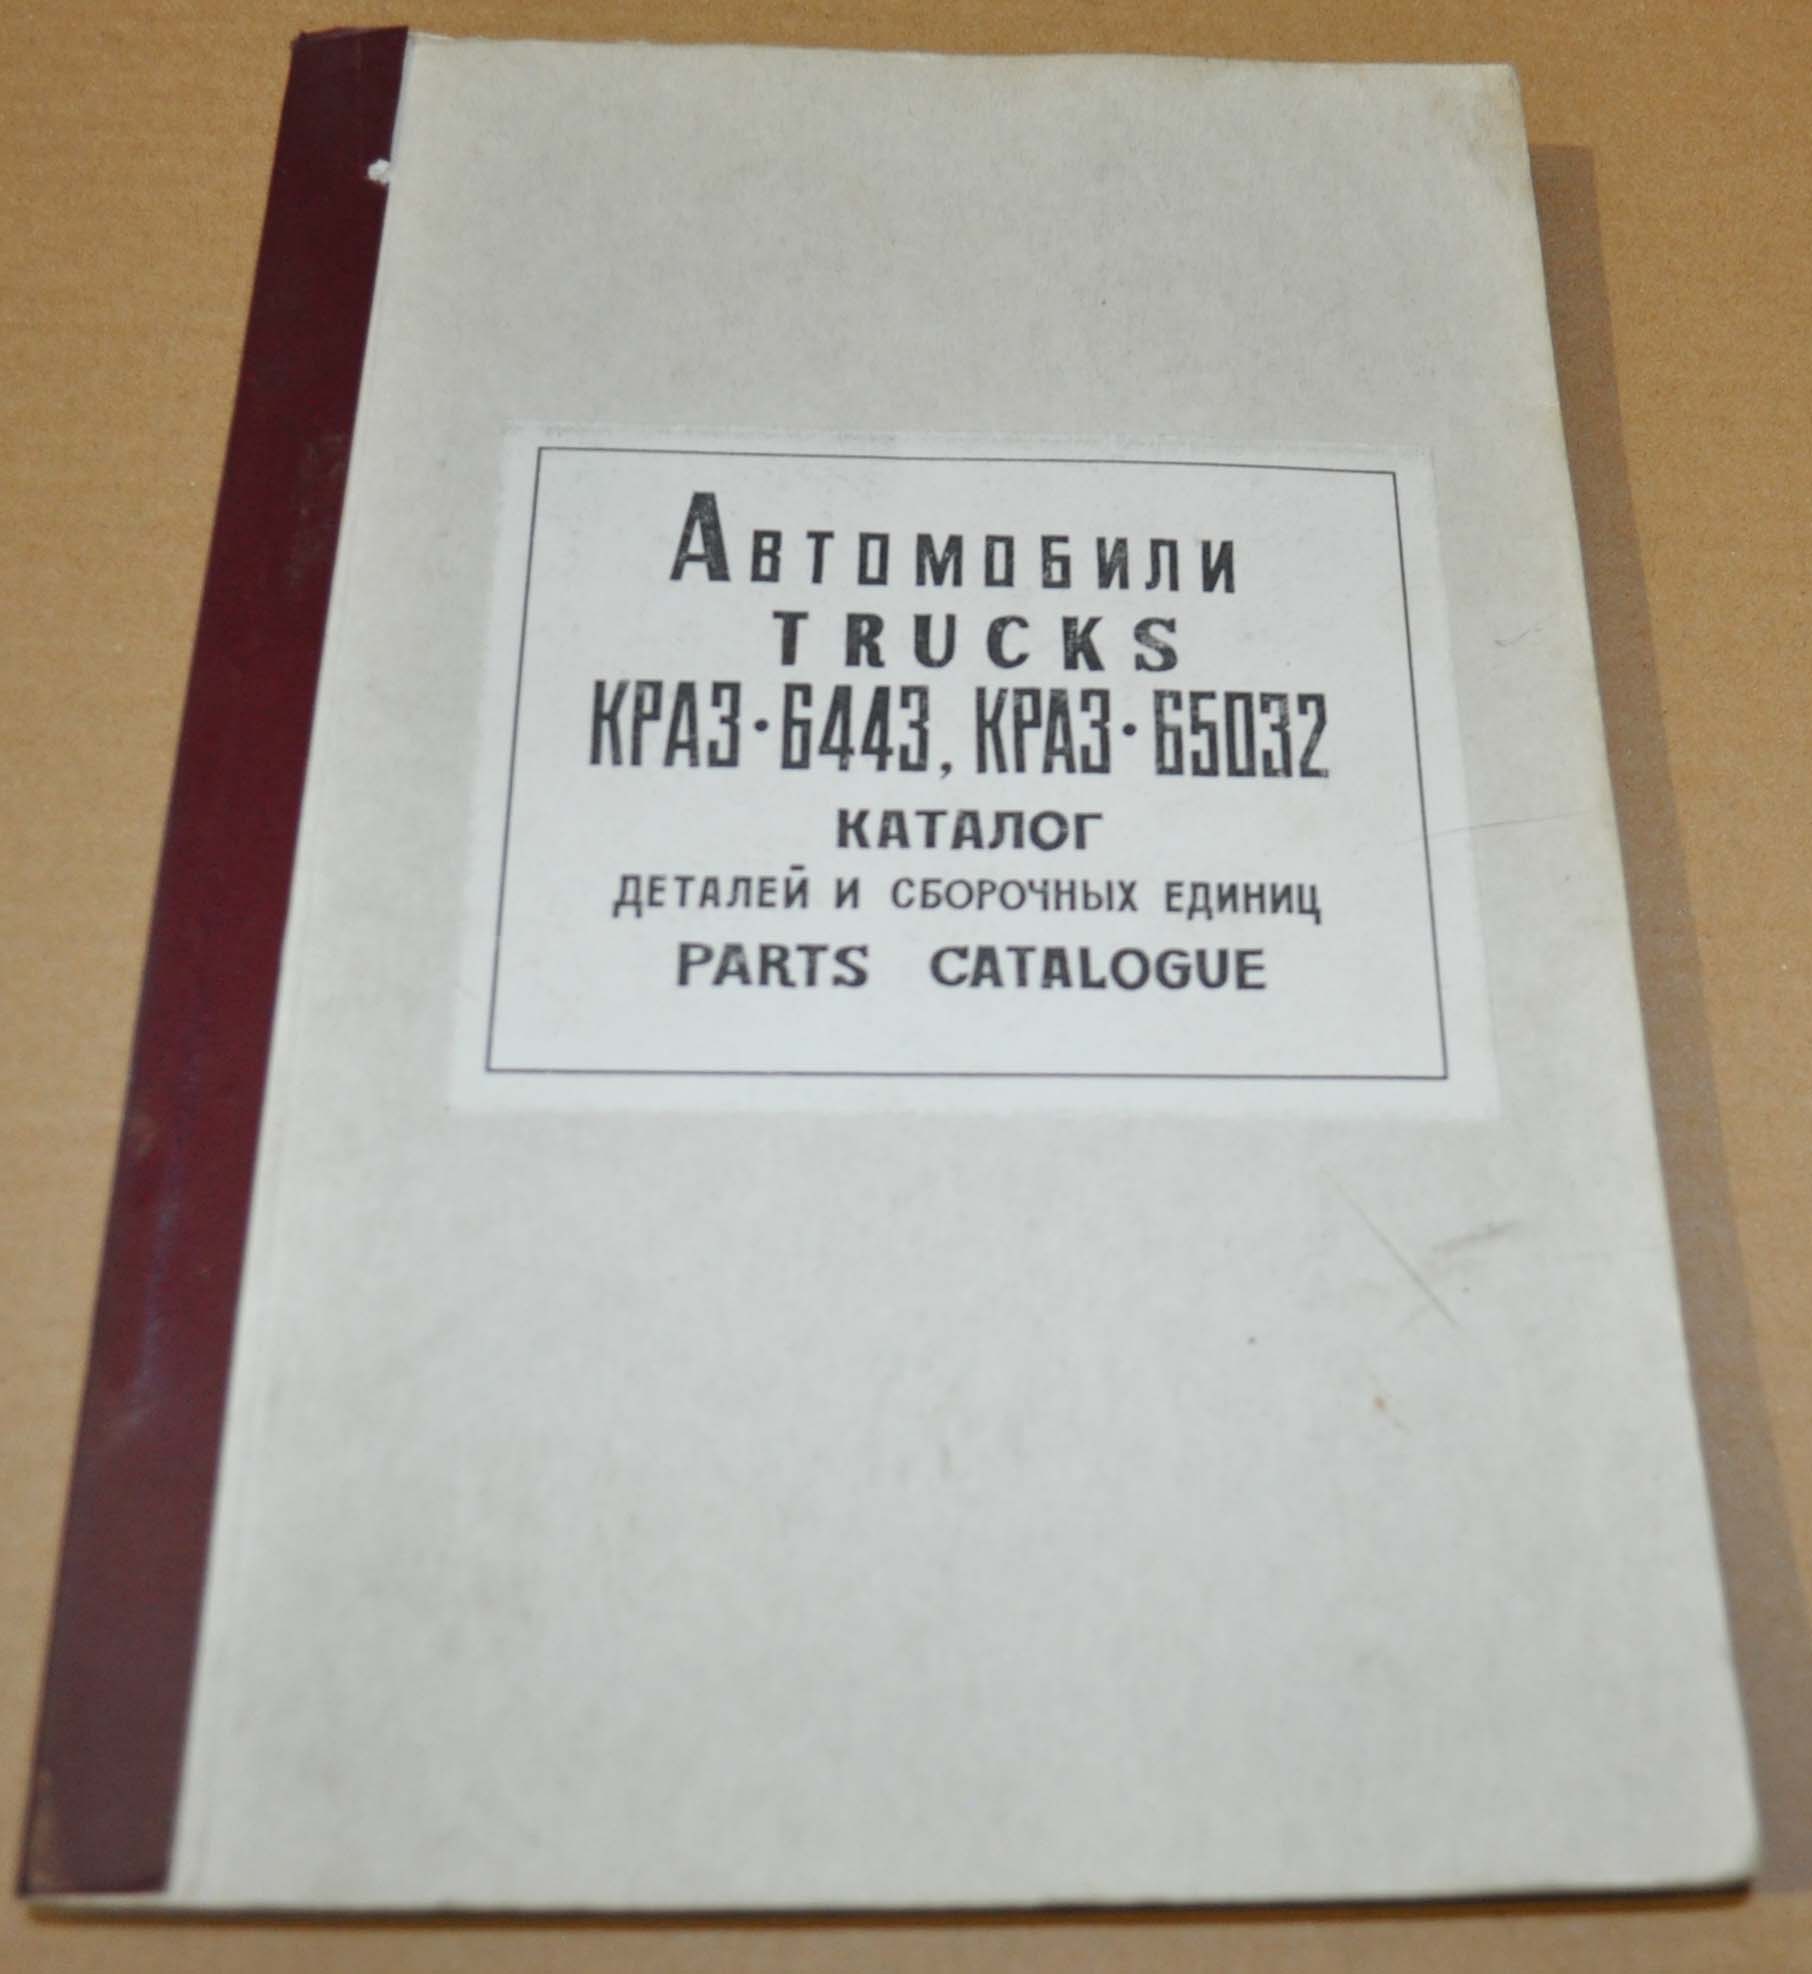 Автомобили
TRUCKS
КРАЗ·6443, КРАЗ·65032
КАТАЛОГ
ДЕТАЛЕЙ И СБОРОЧНЫХ ЕДИНИЦ
PARTS CATALOGUE